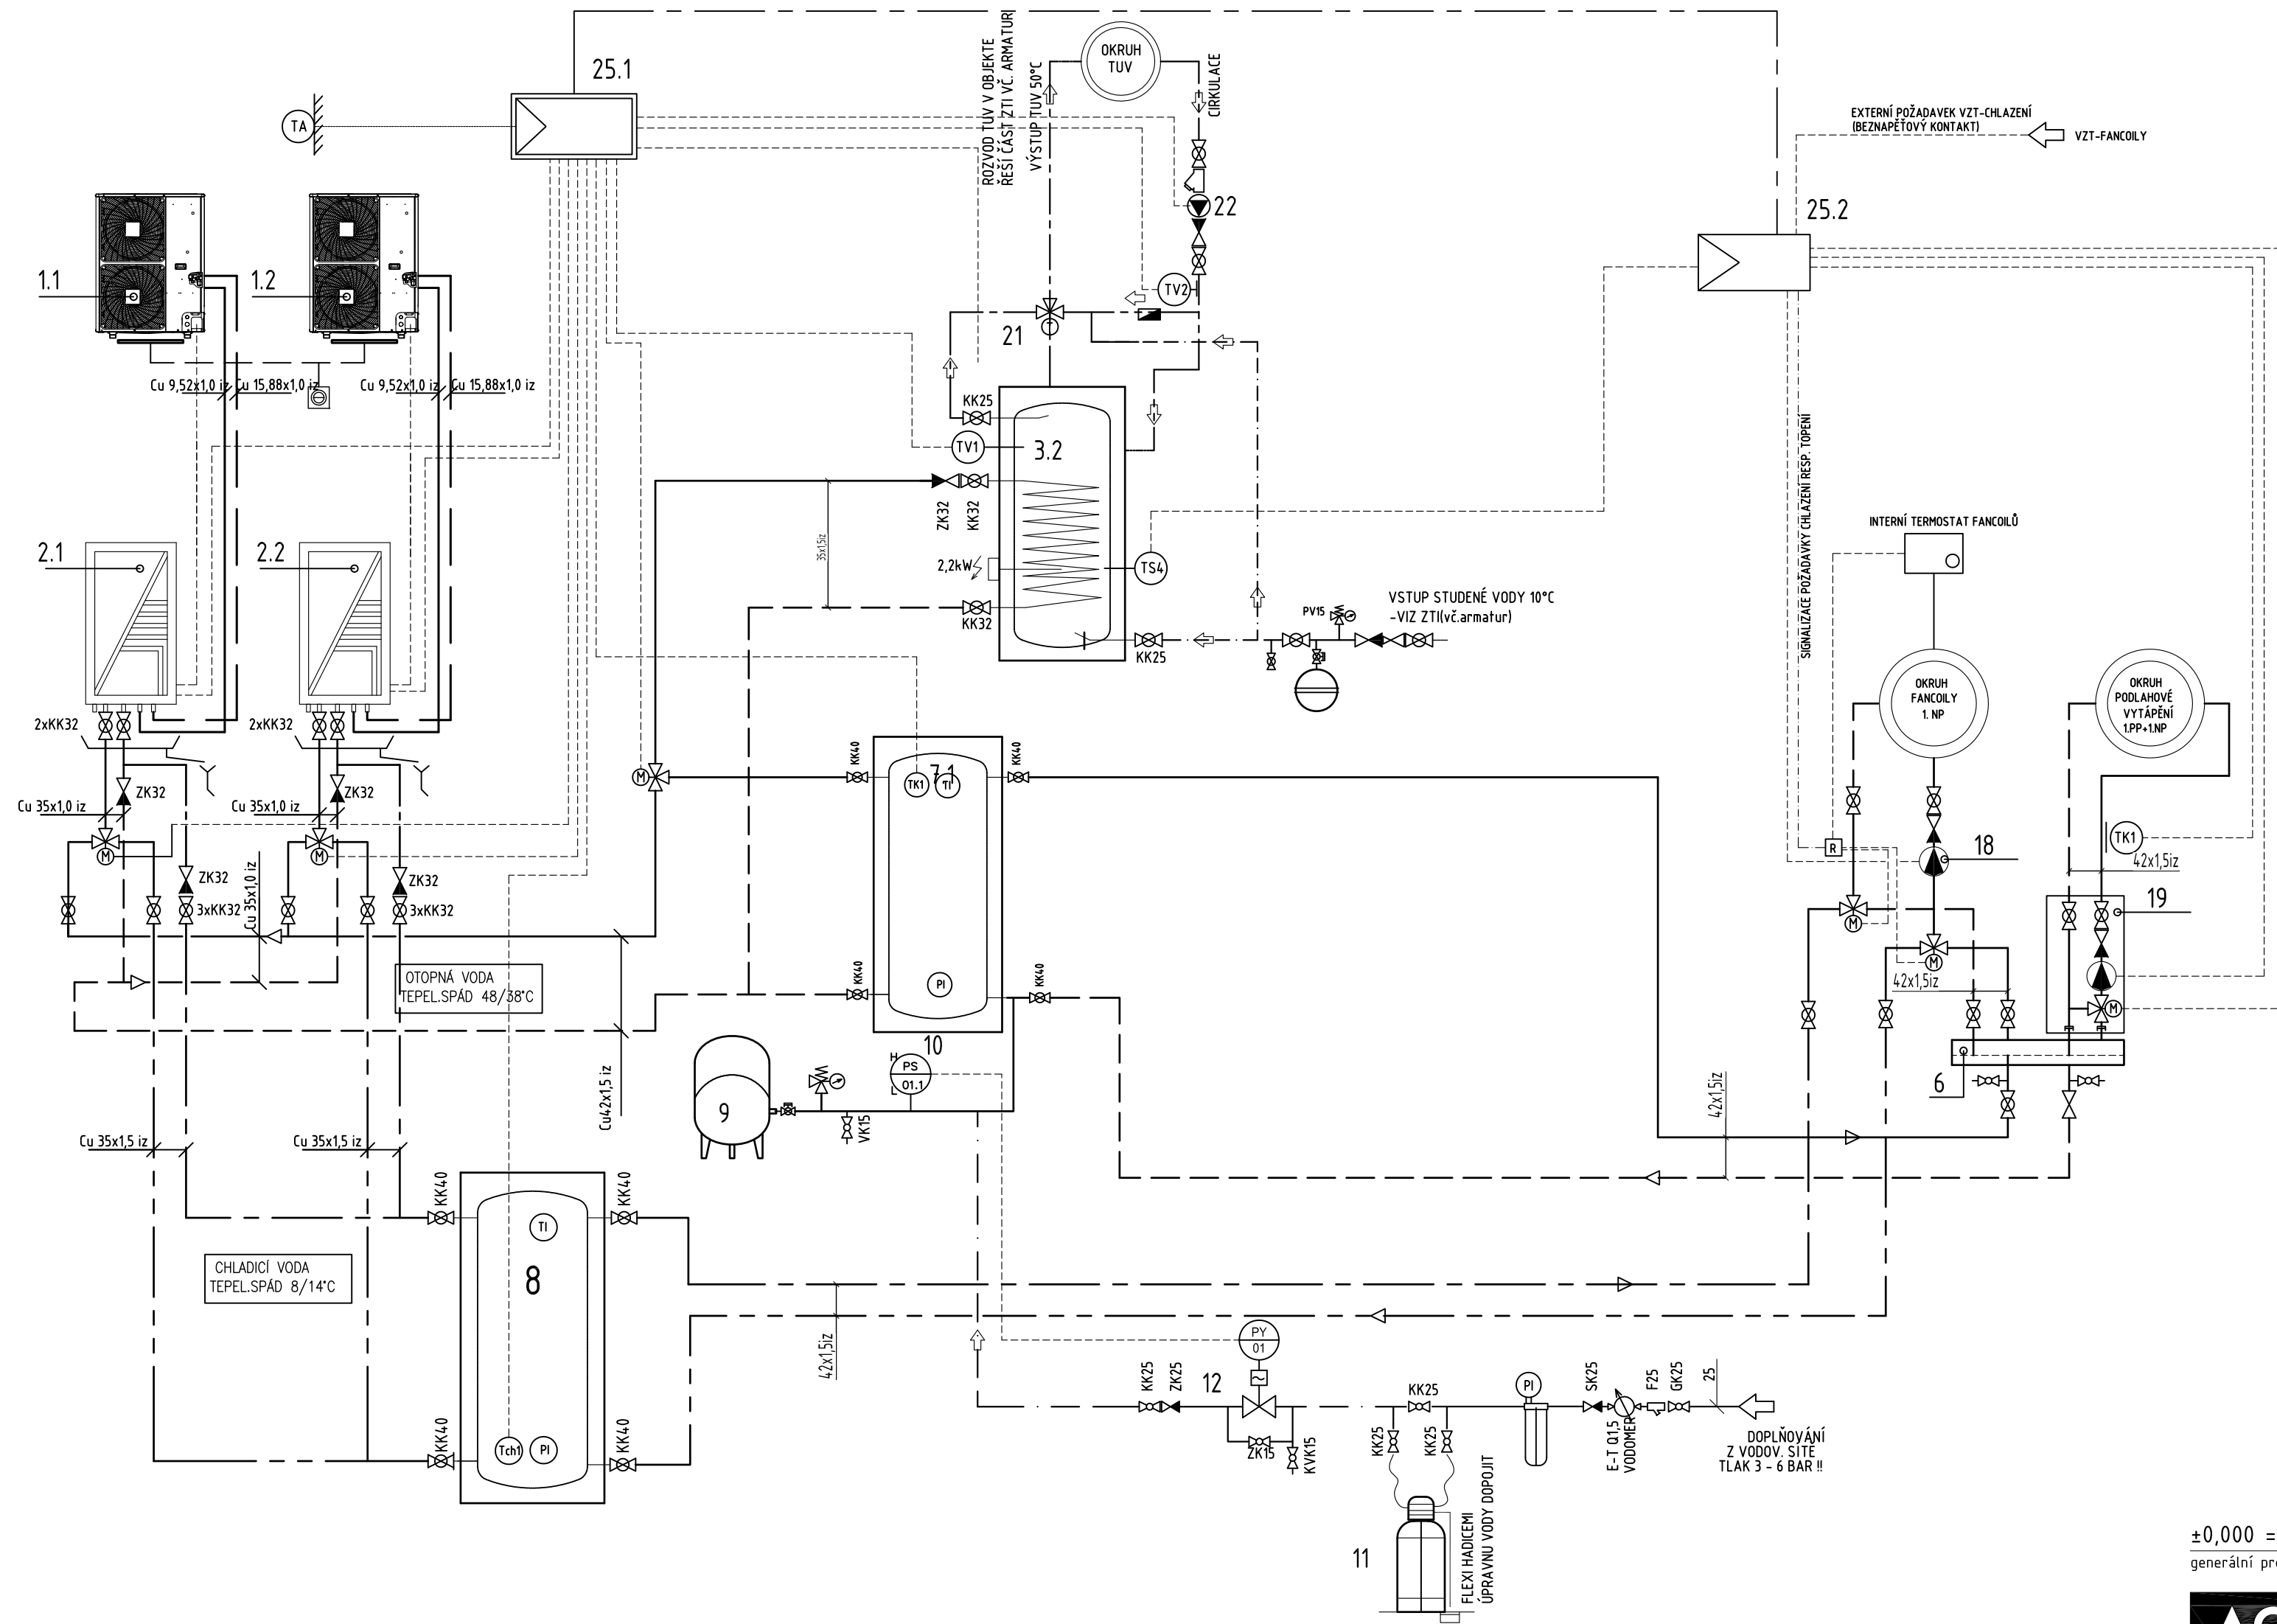 25.1
TA
ROZVOD TUV V OBJEKTE
ŘEŠÍ ČÁST ZTI VČ. ARMATUR
VÝSTUP TUV 50°C
OKRUH
TUV
CIRKULACE
22
TV2
21
EXTERNÍ POŽADAVEK VZT-CHLAZENÍ
(BEZNAPĚŤOVÝ KONTAKT)
VZT-FANCOILY
25.2
1.1
1.2
Cu 9,52x1,0 iz
Cu 15,88x1,0 iz
Cu 9,52x1,0 iz
Cu 15,88x1,0 iz
KK25
TV1
3.2
ZK32
KK32
35x1,5iz
2,2kW
TS4
KK32
KK25
PV15
VSTUP STUDENÉ VODY 10°C
-VIZ ZTI(vč.armatur)
SIGNALIZACE POŽADAVKY CHLAZENÍ RESP. TOPENÍ
INTERNÍ TERMOSTAT FANCOILŮ
OKRUH
FANCOILY
1. NP
OKRUH
PODLAHOVÉ
VYTÁPĚNÍ
1.PP+1.NP
2.1
2.2
2xKK32
2xKK32
ZK32
ZK32
Cu 35x1,0 iz
Cu 35x1,0 iz
M
M
ZK32
3xKK32
ZK32
3xKK32
Cu 35x1,0 iz
M
KK40
7.1
TK1
TI
KK40
KK40
PI
KK40
R
18
TK1
42x1,5iz
19
M
M
42x1,5iz
M
6
OTOPNÁ VODA
TEPEL.SPÁD 48/38°C
Cu42x1,5 iz
9
10
H
PS
01.1
L
VK15
42x1,5iz
Cu 35x1,5 iz
Cu 35x1,5 iz
KK40
KK40
TI
8
CHLADICÍ VODA
TEPEL.SPÁD 8/14°C
42x1,5iz
KK40
KK40
Tch1
PI
PY
01
12
KK25
ZK25
ZK15
KVK15
KK25
KK25
KK25
PI
SK25
E-T Q1,5
VODOMER
F25
GK25
25
DOPLŇOVÁNÍ
Z VODOV. SÍTĚ
TLAK 3 - 6 BAR !!
11
FLEXI HADICEMI
ÚPRAVNU VODY DOPOJIT
±0,000 =